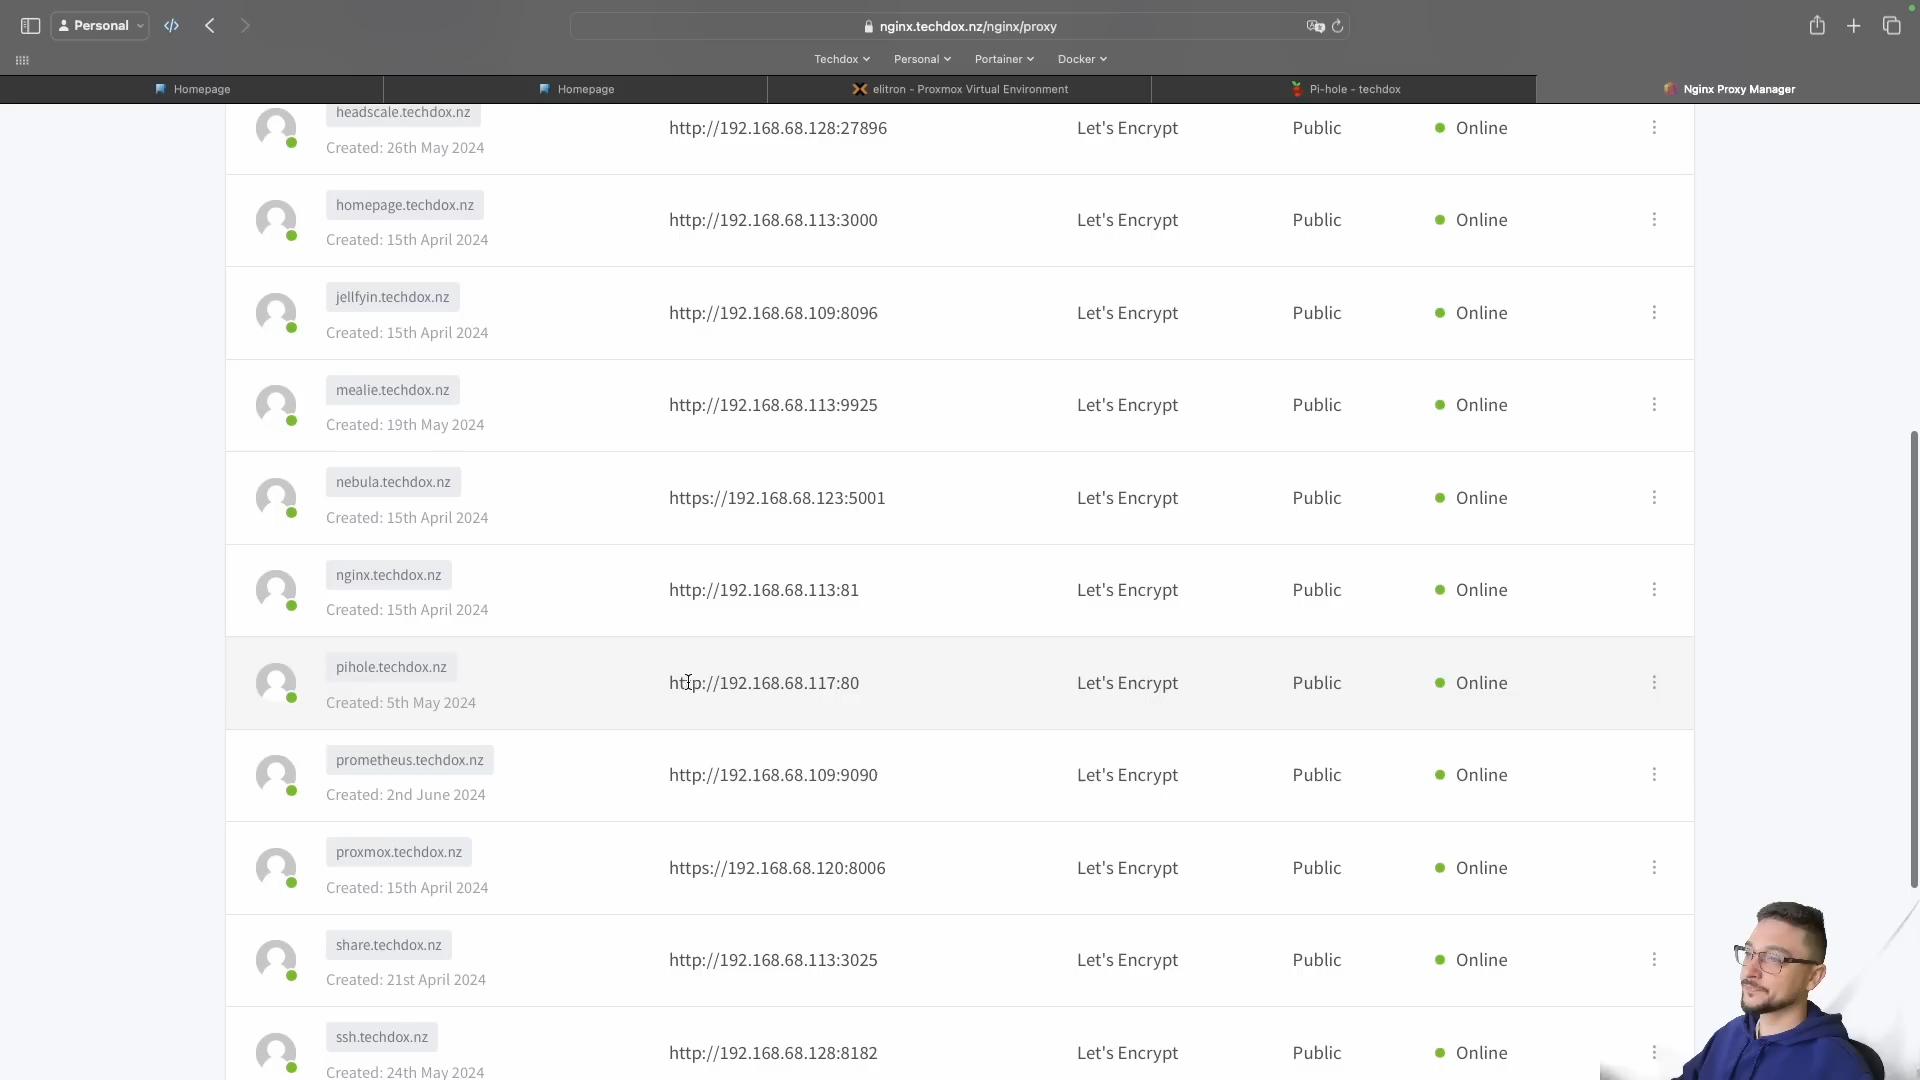 Personal
nginx.techdox.nz/nginx/proxy
Techdox Personal Portainer Docker
Homepage Homepage elitron - Proxmox Virtual Environment Pi-hole - techdox Nginx Proxy Manager
headscale.techdox.nz
http://192.168.68.128:27896 Let's Encrypt Public Online
Created: 26th May 2024
homepage.techdox.nz
http://192.168.68.113:3000 Let's Encrypt Public Online
Created: 15th April 2024
jellfyin.techdox.nz
http://192.168.68.109:8096 Let's Encrypt Public Online
Created: 15th April 2024
mealie.techdox.nz
http://192.168.68.113:9925 Let's Encrypt Public Online
Created: 19th May 2024
nebula.techdox.nz
https://192.168.68.123:5001 Let's Encrypt Public Online
Created: 15th April 2024
nginx.techdox.nz
http://192.168.68.113:81 Let's Encrypt Public Online
Created: 15th April 2024
pihole.techdox.nz
http://192.168.68.117:80 Let's Encrypt Public Online
Created: 5th May 2024
prometheus.techdox.nz
http://192.168.68.109:9090 Let's Encrypt Public Online
Created: 2nd June 2024
proxmox.techdox.nz
https://192.168.68.120:8006 Let's Encrypt Public Online
Created: 15th April 2024
share.techdox.nz
http://192.168.68.113:3025 Let's Encrypt Public Online
Created: 21st April 2024
ssh.techdox.nz
http://192.168.68.128:8182 Let's Encrypt Public Online
Created: 24th May 2024